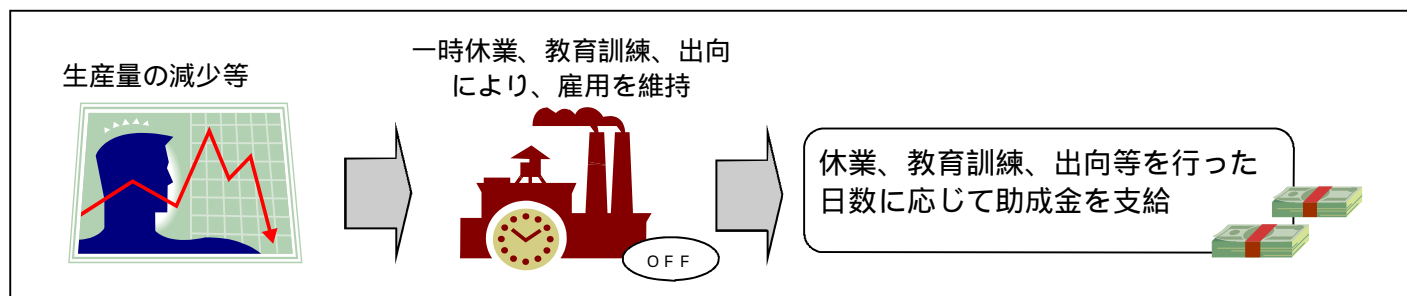 生産量の減少等
一時休業、教育訓練、出向
により、雇用を維持
OFF
休業、教育訓練、出向等を行った
日数に応じて助成金を支給